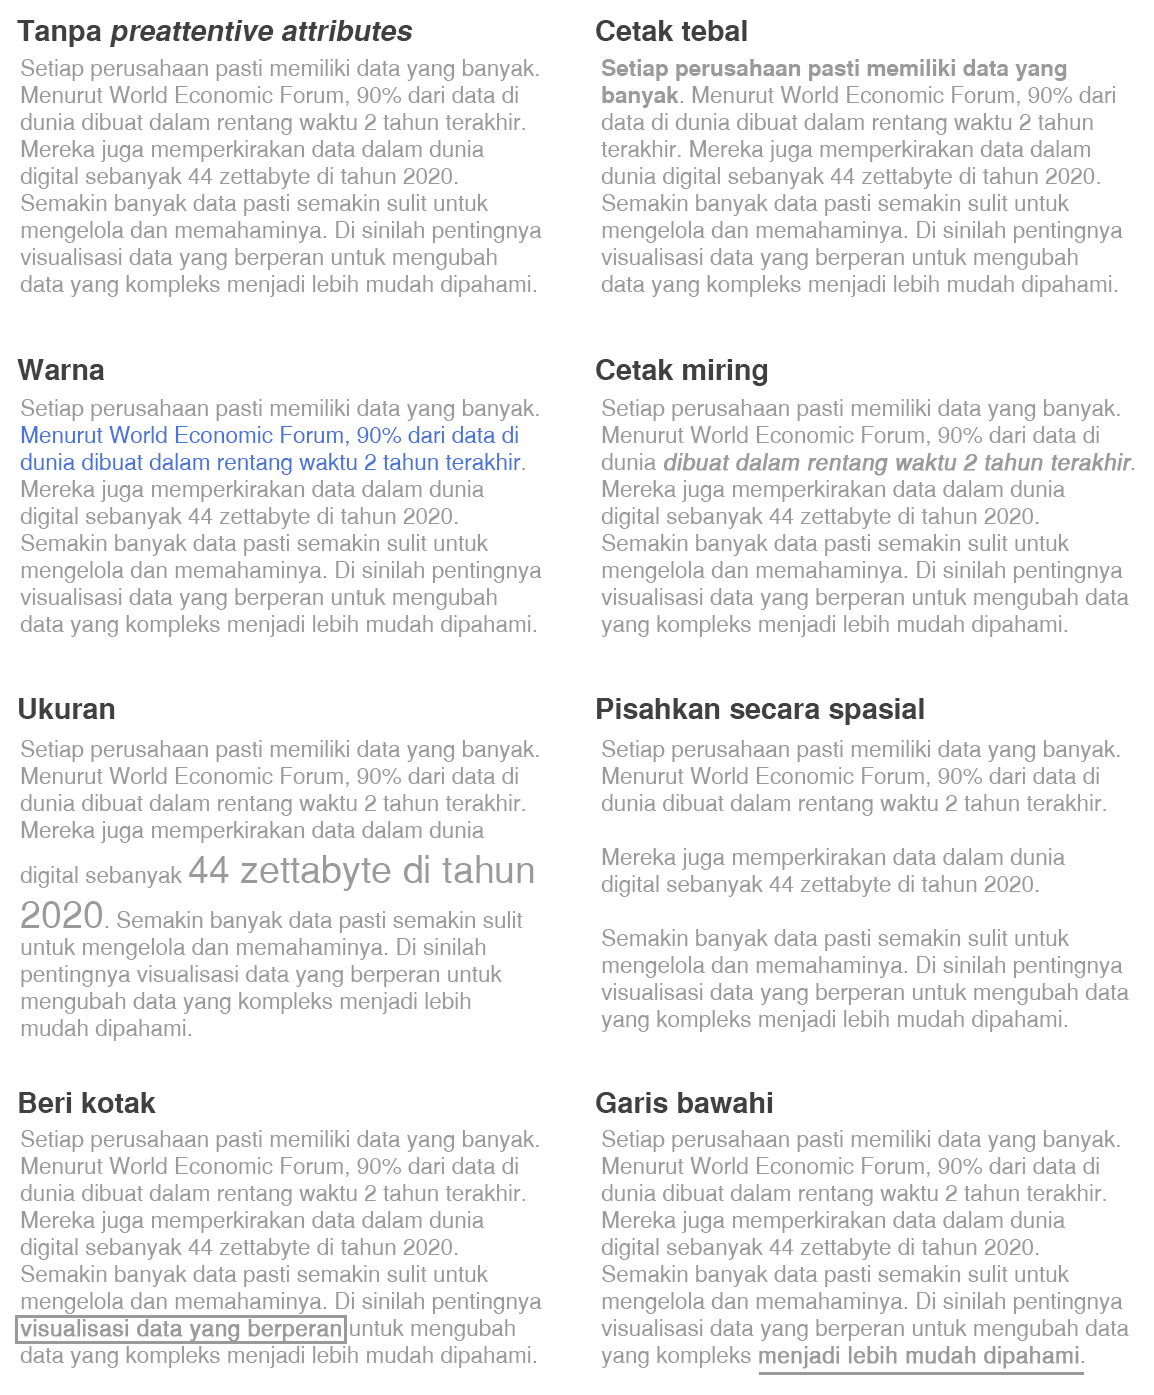 Tanpa preattentive attributes
Setiap perusahaan pasti memiliki data yang banyak.
Menurut World Economic Forum, 90% dari data di
dunia dibuat dalam rentang waktu 2 tahun terakhir.
Mereka juga memperkirakan data dalam dunia
digital sebanyak 44 zettabyte di tahun 2020.
Semakin banyak data pasti semakin sulit untuk
mengelola dan memahaminya. Di sinilah pentingnya
visualisasi data yang berperan untuk mengubah
data yang kompleks menjadi lebih mudah dipahami.
Cetak tebal
Setiap perusahaan pasti memiliki data yang
banyak. Menurut World Economic Forum, 90% dari
data di dunia dibuat dalam rentang waktu 2 tahun
terakhir. Mereka juga memperkirakan data dalam
dunia digital sebanyak 44 zettabyte di tahun 2020.
Semakin banyak data pasti semakin sulit untuk
mengelola dan memahaminya. Di sinilah pentingnya
visualisasi data yang berperan untuk mengubah
data yang kompleks menjadi lebih mudah dipahami.
Warna
Setiap perusahaan pasti memiliki data yang banyak.
Menurut World Economic Forum, 90% dari data di
dunia dibuat dalam rentang waktu 2 tahun terakhir.
Mereka juga memperkirakan data dalam dunia
digital sebanyak 44 zettabyte di tahun 2020.
Semakin banyak data pasti semakin sulit untuk
mengelola dan memahaminya. Di sinilah pentingnya
visualisasi data yang berperan untuk mengubah
data yang kompleks menjadi lebih mudah dipahami.
Cetak miring
Setiap perusahaan pasti memiliki data yang banyak.
Menurut World Economic Forum, 90% dari data di
dunia dibuat dalam rentang waktu 2 tahun terakhir.
Mereka juga memperkirakan data dalam dunia
digital sebanyak 44 zettabyte di tahun 2020.
Semakin banyak data pasti semakin sulit untuk
mengelola dan memahaminya. Di sinilah pentingnya
visualisasi data yang berperan untuk mengubah data
yang kompleks menjadi lebih mudah dipahami.
Ukuran
Setiap perusahaan pasti memiliki data yang banyak.
Menurut World Economic Forum, 90% dari data di
dunia dibuat dalam rentang waktu 2 tahun terakhir.
Mereka juga memperkirakan data dalam dunia
digital sebanyak 44 zettabyte di tahun
2020. Semakin banyak data pasti semakin sulit
untuk mengelola dan memahaminya. Di sinilah
pentingnya visualisasi data yang berperan untuk
mengubah data yang kompleks menjadi lebih
mudah dipahami.
Pisahkan secara spasial
Setiap perusahaan pasti memiliki data yang banyak.
Menurut World Economic Forum, 90% dari data di
dunia dibuat dalam rentang waktu 2 tahun terakhir.
Mereka juga memperkirakan data dalam dunia
digital sebanyak 44 zettabyte di tahun 2020.
Semakin banyak data pasti semakin sulit untuk
mengelola dan memahaminya. Di sinilah pentingnya
visualisasi data yang berperan untuk mengubah data
yang kompleks menjadi lebih mudah dipahami.
Beri kotak
Setiap perusahaan pasti memiliki data yang banyak.
Menurut World Economic Forum, 90% dari data di
dunia dibuat dalam rentang waktu 2 tahun terakhir.
Mereka juga memperkirakan data dalam dunia
digital sebanyak 44 zettabyte di tahun 2020.
Semakin banyak data pasti semakin sulit untuk
mengelola dan memahaminya. Di sinilah pentingnya
visualisasi data yang berperan untuk mengubah
data yang kompleks menjadi lebih mudah dipahami.
Garis bawahi
Setiap perusahaan pasti memiliki data yang banyak.
Menurut World Economic Forum, 90% dari data di
dunia dibuat dalam rentang waktu 2 tahun terakhir.
Mereka juga memperkirakan data dalam dunia
digital sebanyak 44 zettabyte di tahun 2020.
Semakin banyak data pasti semakin sulit untuk
mengelola dan memahaminya. Di sinilah pentingnya
visualisasi data yang berperan untuk mengubah data
yang kompleks menjadi lebih mudah dipahami.